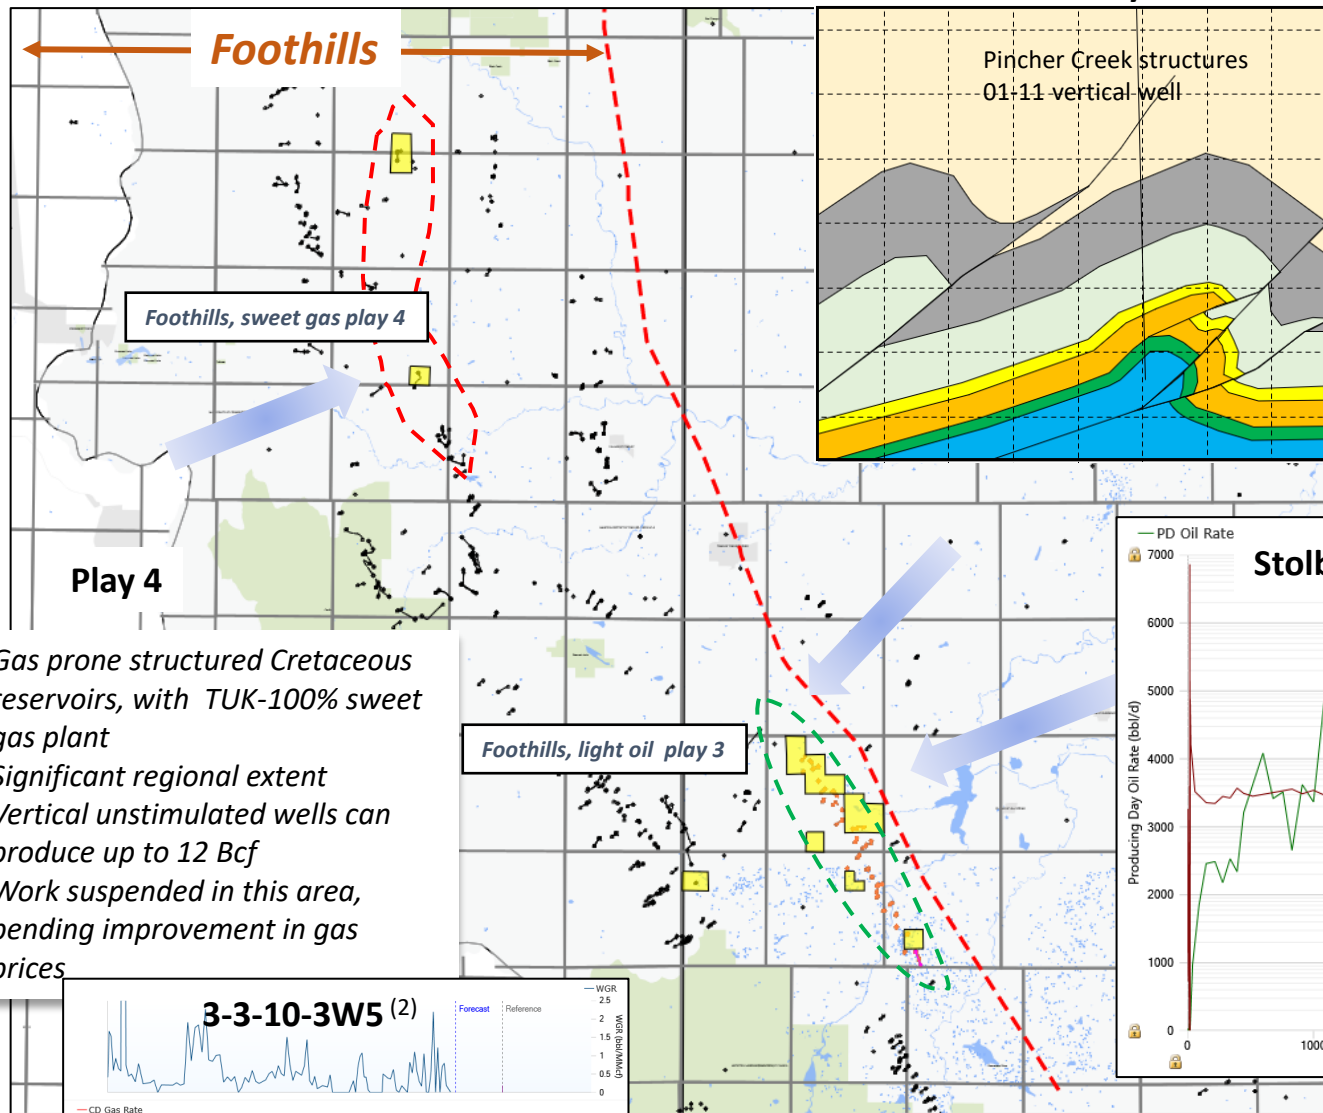 Foothills
Pincher Creek structures
01-11 vertical well
Foothills, sweet gas play 4
Play 4
Gas prone structured Cretaceous
reservoirs, with TUK-100% sweet
gas plant
Significant regional extent
Vertical unstimulated wells can
produce up to 12 Bcf
Work suspended in this area,
pending improvement in gas
prices
Foothills, light oil play 3
PD Oil Rate
Stolb
7000
6000
5000
4000
3000
2000
1000
0
Producing Day Oil Rate (bbl/d)
0
1000
3-3-10-3W5 (2)
Forecast
Reference
WGR
2.5
2
1.5
1
0.5
0
WGR (bbl/MMcf)
CD Gas Rate